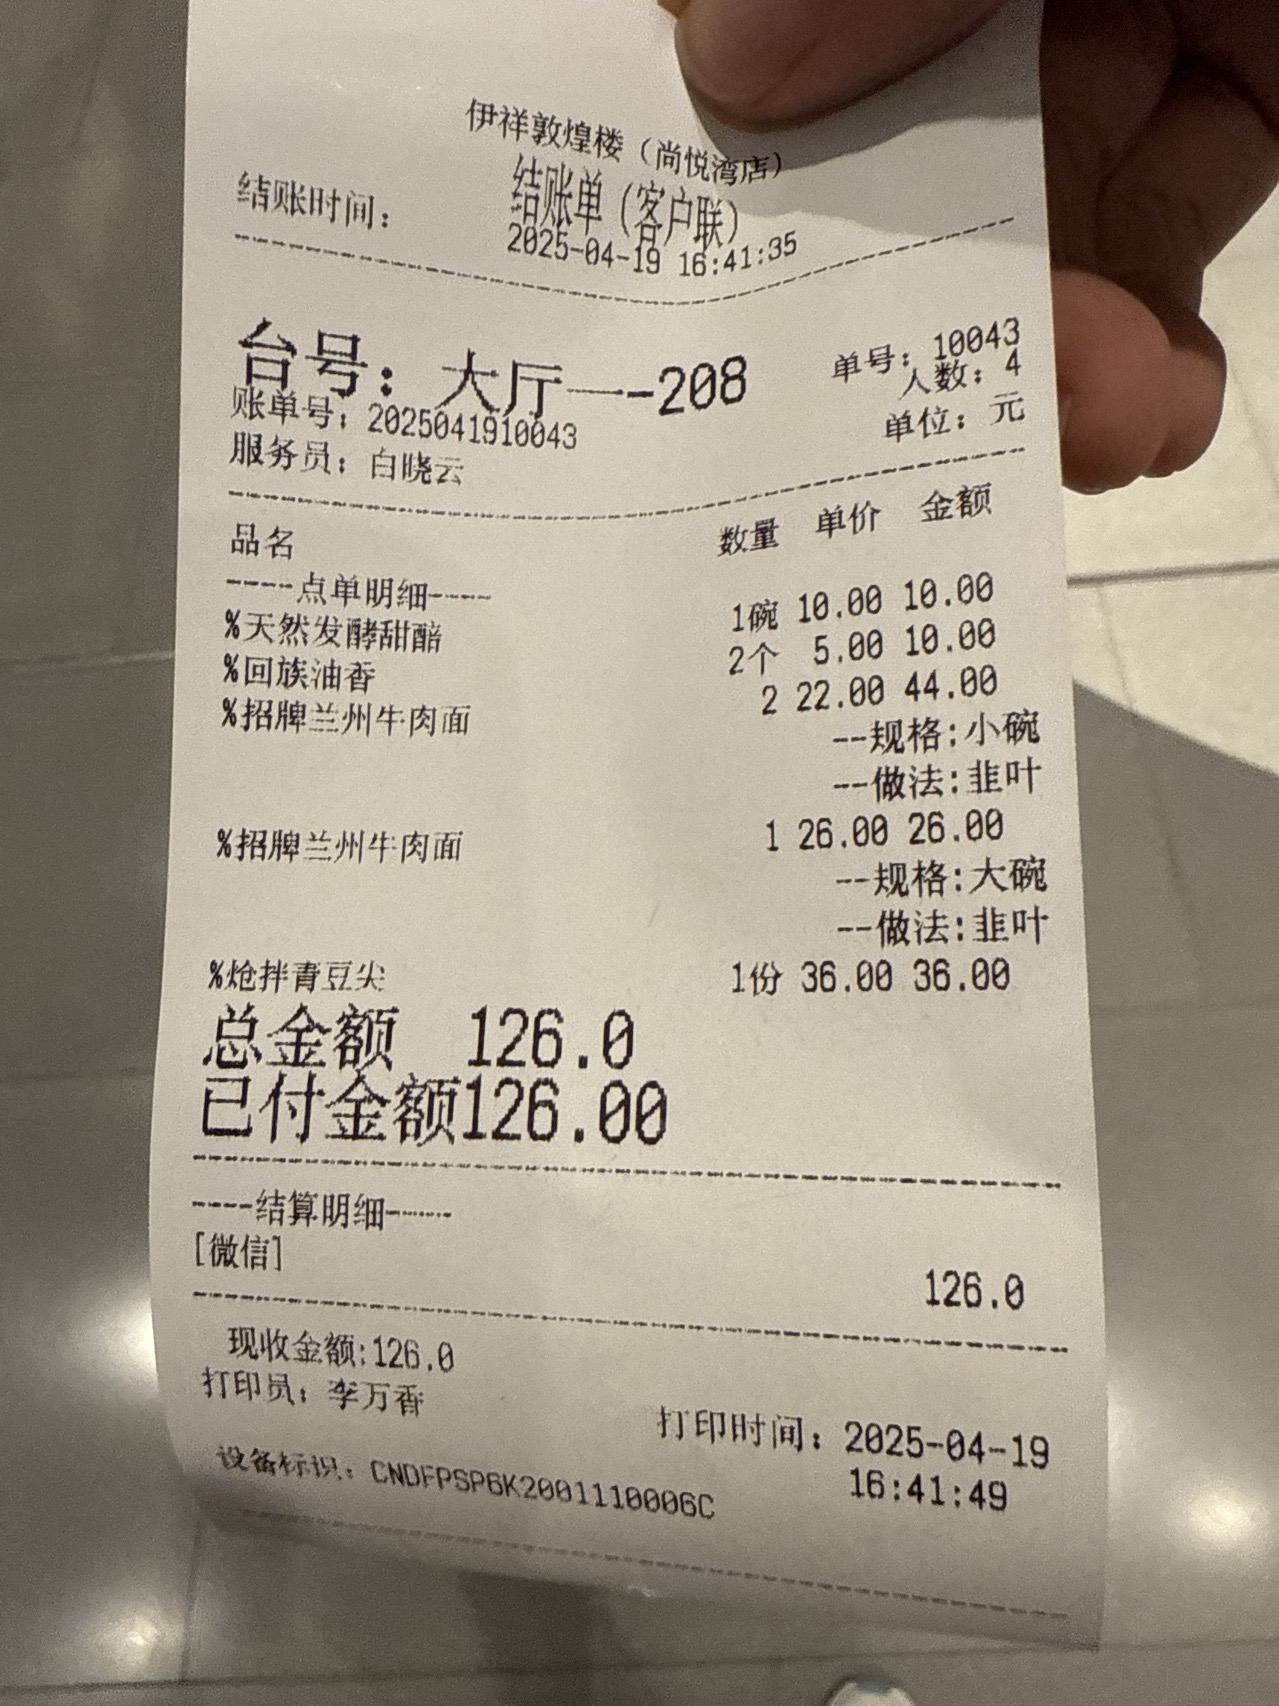 伊祥敦煌楼（尚悦湾店）
结账单（客户联）
结账时间： 2025-04-19 16:41:35
台号：大厅一-208 单号：10043
人数：4
账单号：2025041910043 单位：元
服务员：白晓云
品名 数量 单价 金额
-----点单明细----
%天然发酵甜醅 1碗 10.00 10.00
%回族油香 2个 5.00 10.00
%招牌兰州牛肉面 2 22.00 44.00
--规格:小碗
--做法:韭叶
%招牌兰州牛肉面 1 26.00 26.00
--规格:大碗
--做法:韭叶
%炝拌青豆尖 1份 36.00 36.00
总金额 126.0
已付金额126.00
----结算明细-----
[微信] 126.0
现收金额:126.0
打印员：李万香 打印时间：2025-04-19
16:41:49
设备标识：CNDFPSP6K2001110006C